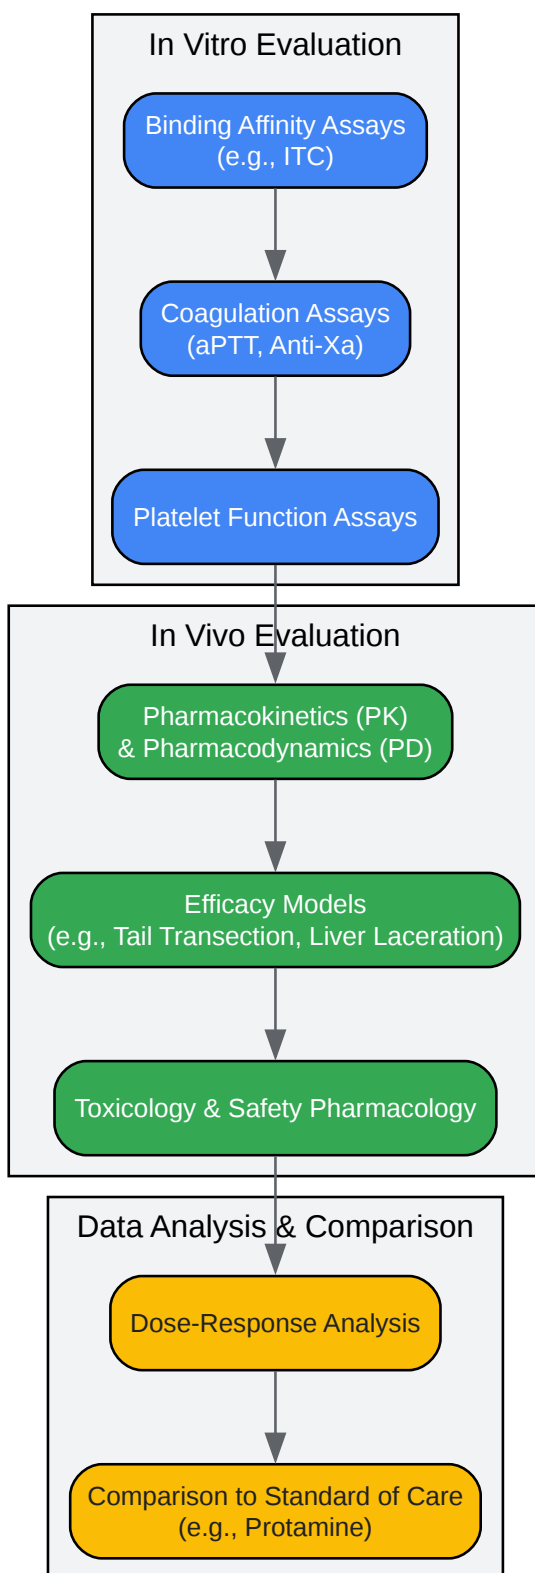 In Vitro Evaluation
Binding Affinity Assays
(e.g., ITC)
Coagulation Assays
(aPTT, Anti-Xa)
Platelet Function Assays
In Vivo Evaluation
Pharmacokinetics (PK)
& Pharmacodynamics (PD)
Efficacy Models
(e.g., Tail Transection, Liver Laceration)
Toxicology & Safety Pharmacology
Data Analysis & Comparison
Dose-Response Analysis
Comparison to Standard of Care
(e.g., Protamine)